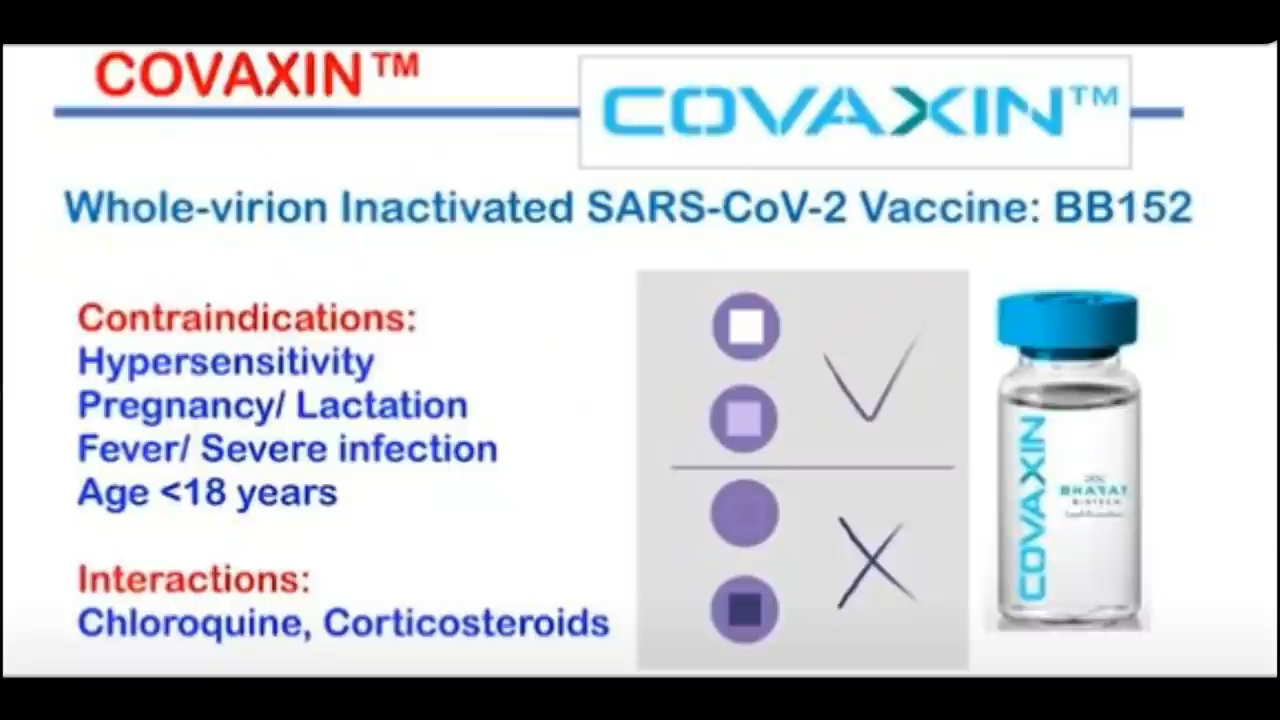 COVAXIN™
COVAXIN™
Whole-virion Inactivated SARS-CoV-2 Vaccine: BB152
Contraindications:
Hypersensitivity
Pregnancy/ Lactation
Fever/ Severe infection
Age <18 years
Interactions:
Chloroquine, Corticosteroids
COVAXIN
BHARAT
BIOTECH